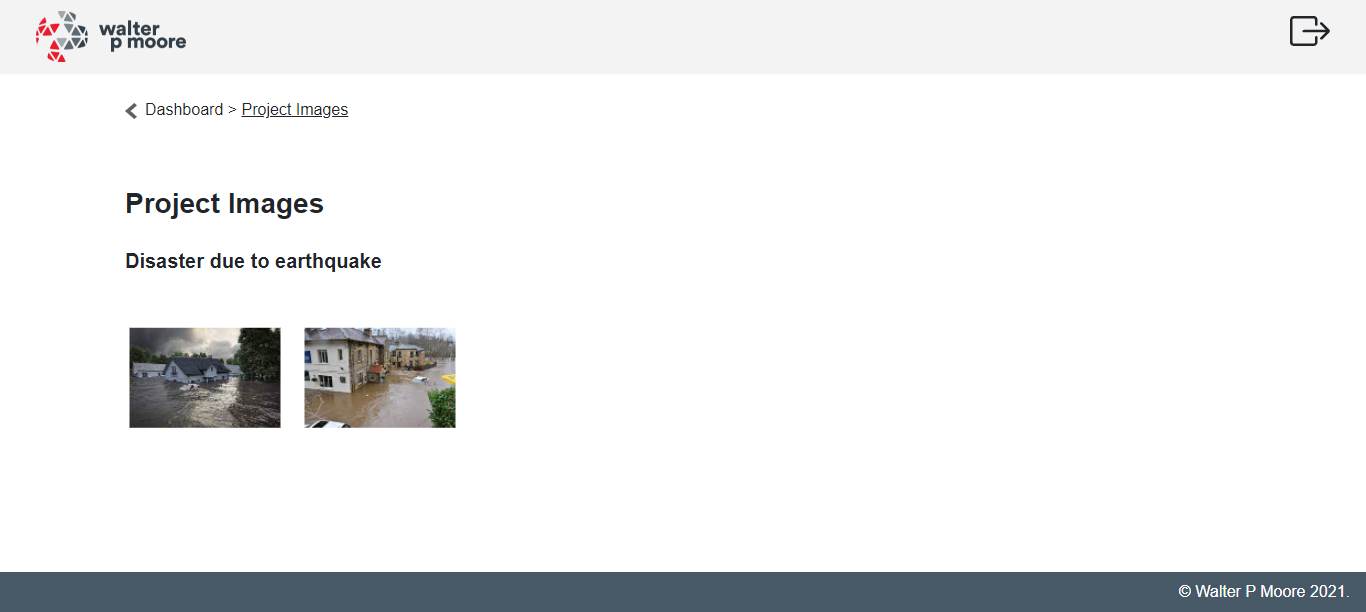 walter
p moore
Dashboard > Project Images
Project Images
Disaster due to earthquake
© Walter P Moore 2021.